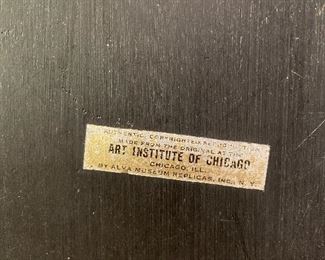 AUTHENTIC, COPYRIGHTED REPRODUCTION
MADE FROM THE ORIGINAL AT THE
ART INSTITUTE OF CHICAGO
CHICAGO, ILL.
BY ALVA MUSEUM REPLICAS, INC., N. Y.